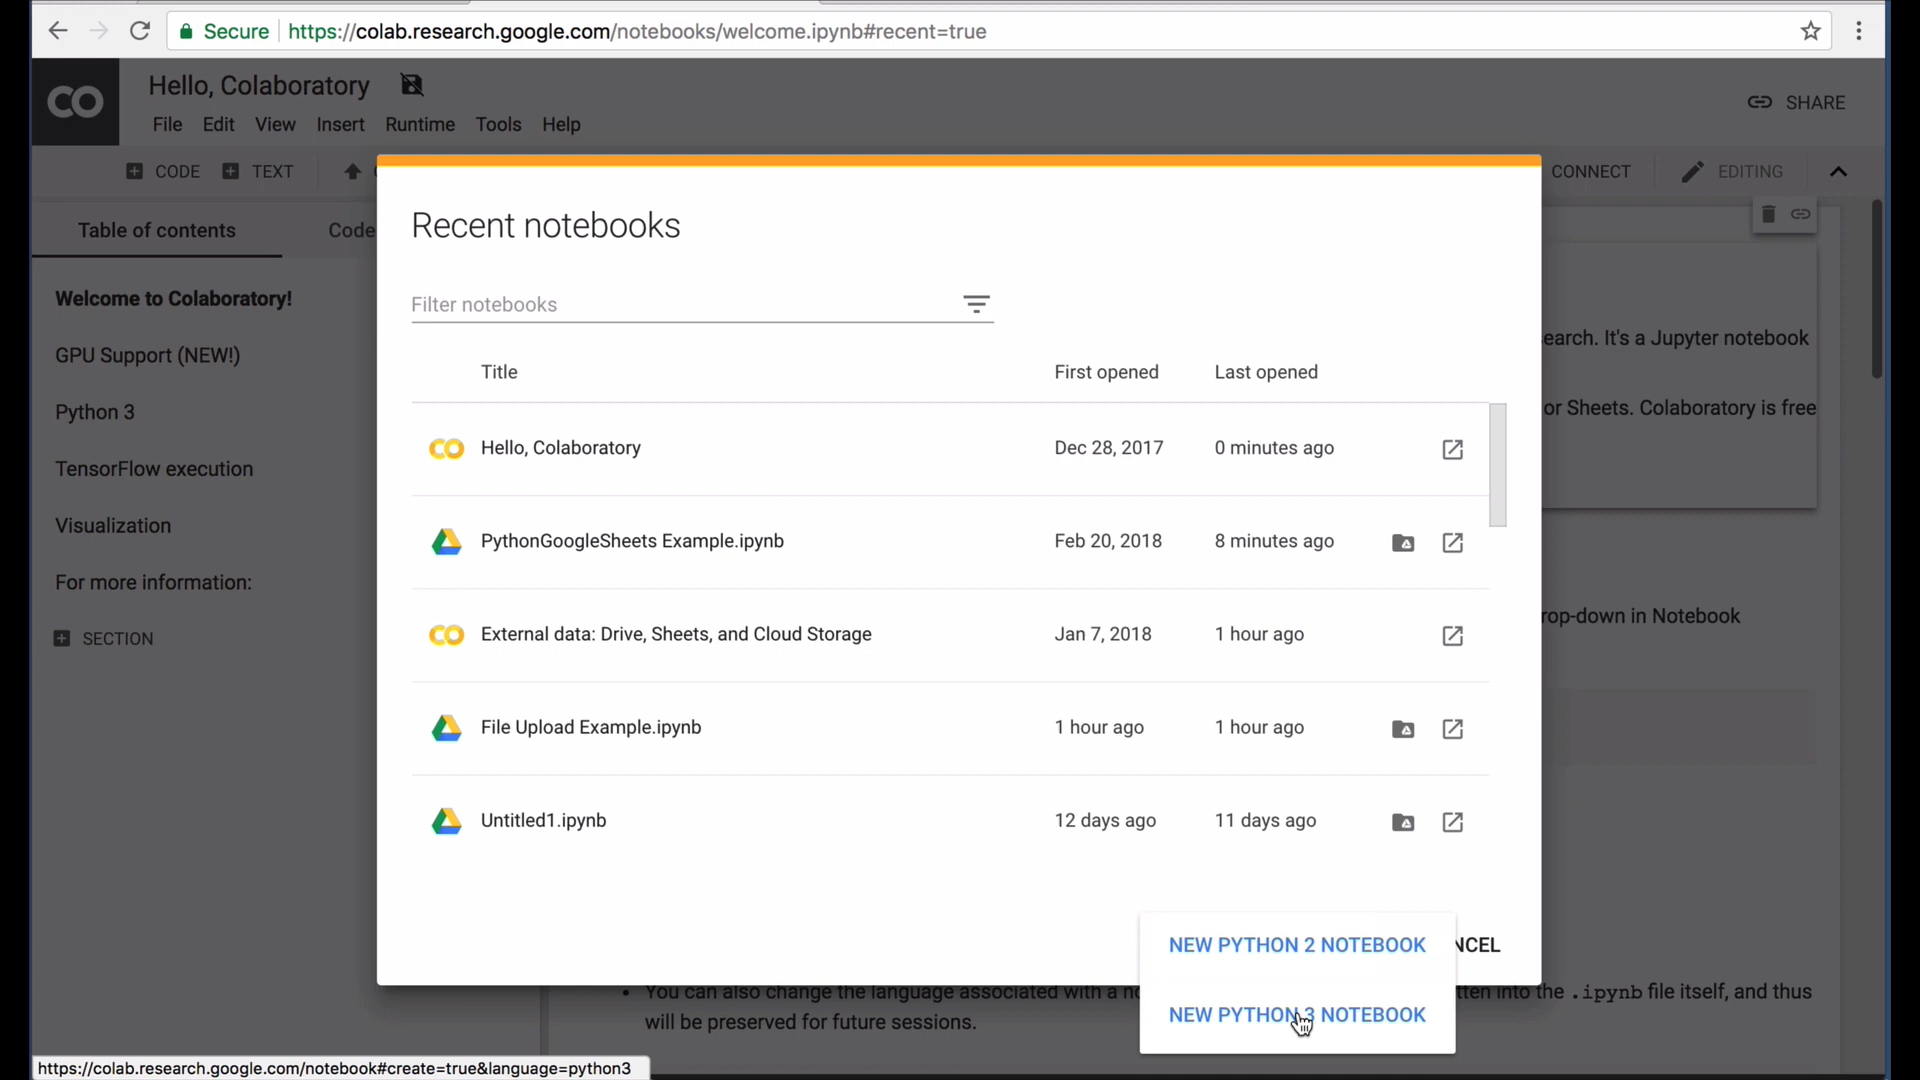 Secure https://colab.research.google.com/notebooks/welcome.ipynb#recent=true
CO
Hello, Colaboratory
SHARE
File Edit View Insert Runtime Tools Help
CODE TEXT
CONNECT EDITING
Table of contents Code
Welcome to Colaboratory!
GPU Support (NEW!)
Python 3
TensorFlow execution
Visualization
For more information:
SECTION
Recent notebooks
Filter notebooks
Title First opened Last opened
Hello, Colaboratory Dec 28, 2017 0 minutes ago
PythonGoogleSheets Example.ipynb Feb 20, 2018 8 minutes ago
External data: Drive, Sheets, and Cloud Storage Jan 7, 2018 1 hour ago
File Upload Example.ipynb 1 hour ago 1 hour ago
Untitled1.ipynb 12 days ago 11 days ago
NEW PYTHON 2 NOTEBOOK NCEL
NEW PYTHON 3 NOTEBOOK
earch. It's a Jupyter notebook
or Sheets. Colaboratory is free
rop-down in Notebook
You can also change the language associated with a tten into the .ipynb file itself, and thus
will be preserved for future sessions.
https://colab.research.google.com/notebook#create=true&language=python3